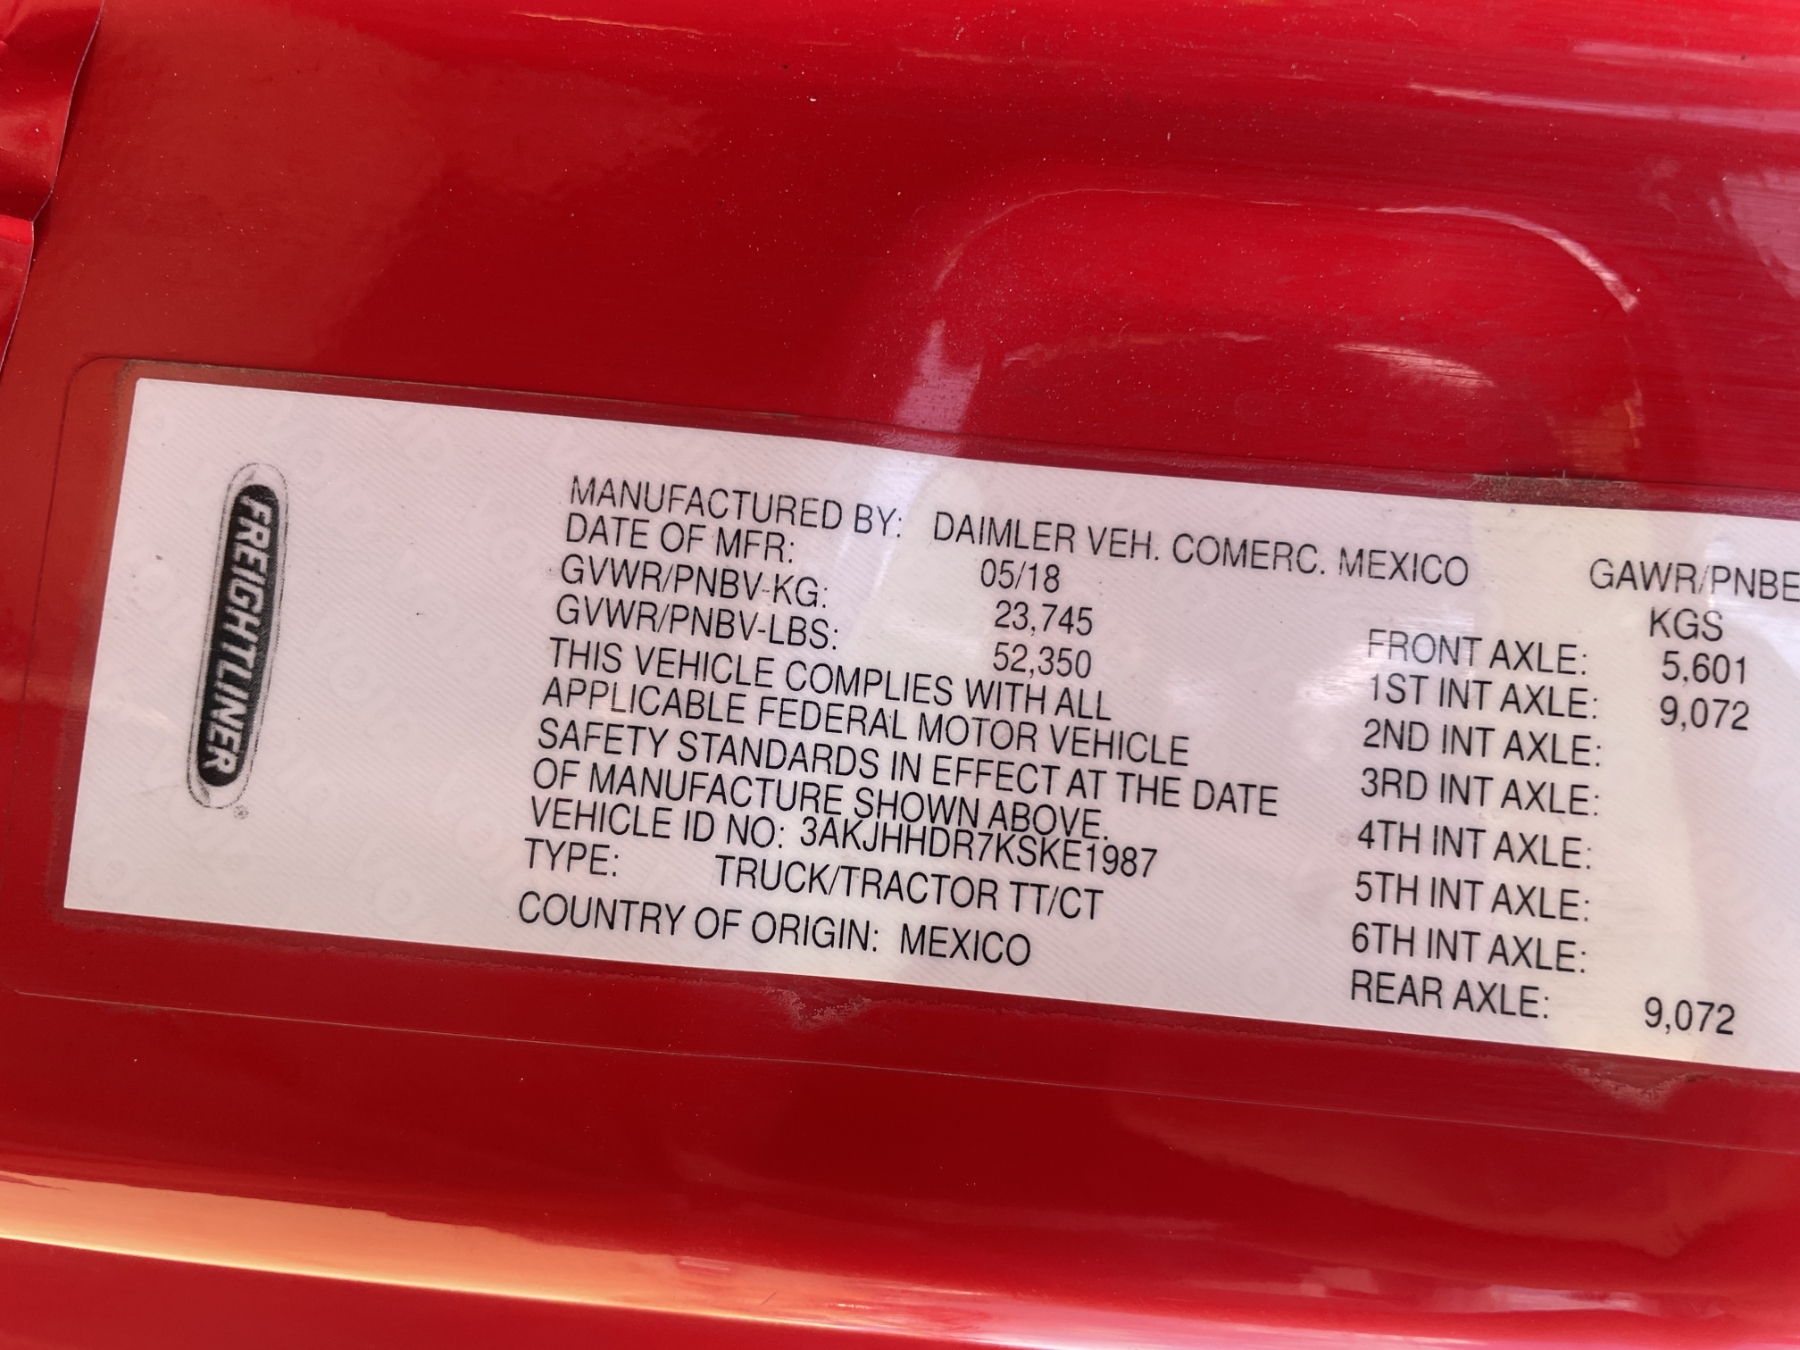 FREIGHTLINER
MANUFACTURED BY: DAIMLER VEH. COMERC. MEXICO
DATE OF MFR: 05/18
GVWR/PNBV-KG: 23,745
GVWR/PNBV-LBS: 52,350
THIS VEHICLE COMPLIES WITH ALL
APPLICABLE FEDERAL MOTOR VEHICLE
SAFETY STANDARDS IN EFFECT AT THE DATE
OF MANUFACTURE SHOWN ABOVE.
VEHICLE ID NO: 3AKJHHDR7KSKE1987
TYPE: TRUCK/TRACTOR TT/CT
COUNTRY OF ORIGIN: MEXICO
GAWR/PNBE
KGS
FRONT AXLE: 5,601
1ST INT AXLE: 9,072
2ND INT AXLE:
3RD INT AXLE:
4TH INT AXLE:
5TH INT AXLE:
6TH INT AXLE:
REAR AXLE: 9,072